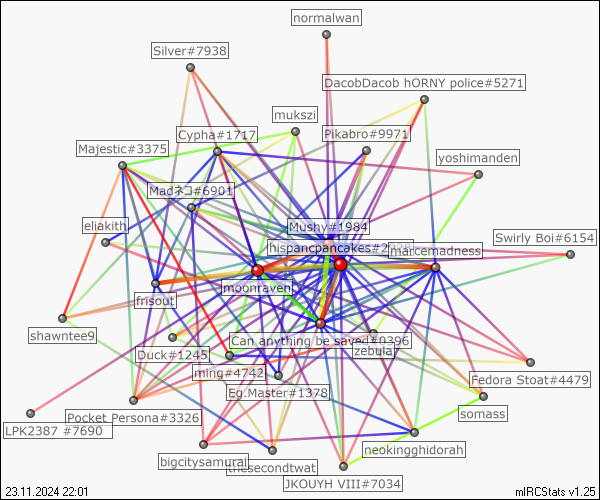 normalwan
Silver#7938
DacobDacob hORNY police#5271
mukszi
Cypha#1717
Pikabro#9971
Majestic#3375
yoshimanden
Madネコ#6901
Mushy#1984
eliakith
Swirly Boi#6154
hispancpancakes#2
malicemadness
moonraven
frisout
shawntee9
Can anything be saved#0396
zebula
Duck#1245
ming#4742
Fedora Stoat#4479
Eg.Master#1378
somass
Pocket Persona#3326
LPK2387 #7690
neokingghidorah
bigcitysamurai
thesecondtwat
JKOUYH VIII#7034
23.11.2024 22:01
mIRCStats v1.25